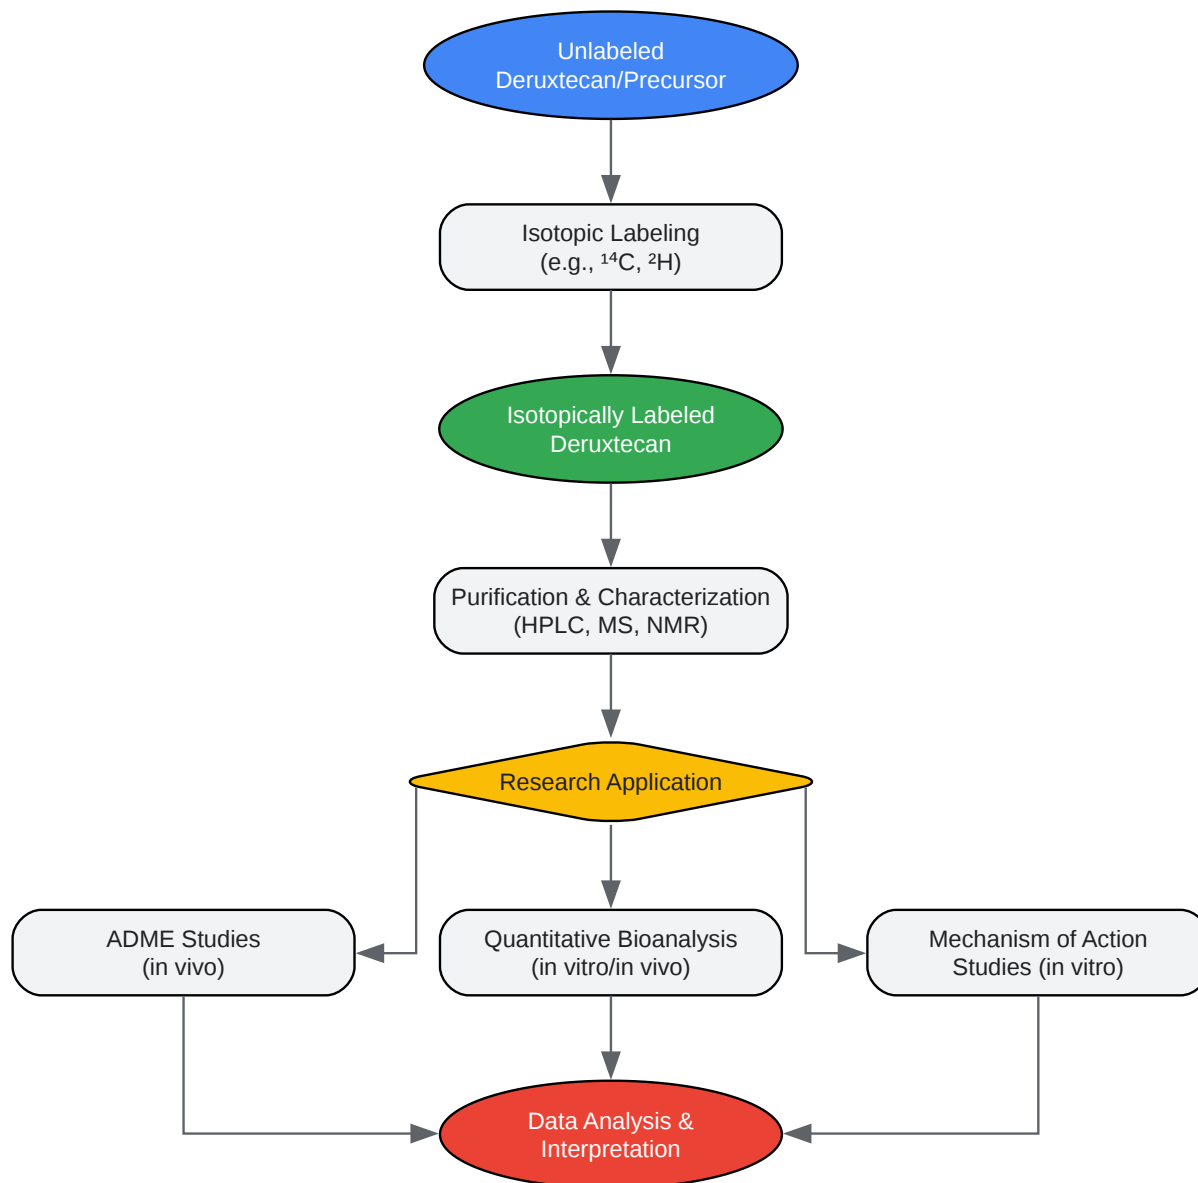 Unlabeled
Deruxtecan/Precursor
Isotopic Labeling
(e.g., ¹⁴C, ²H)
Isotopically Labeled
Deruxtecan
Purification & Characterization
(HPLC, MS, NMR)
Research Application
ADME Studies
(in vivo)
Quantitative Bioanalysis
(in vitro/in vivo)
Mechanism of Action
Studies (in vitro)
Data Analysis &
Interpretation